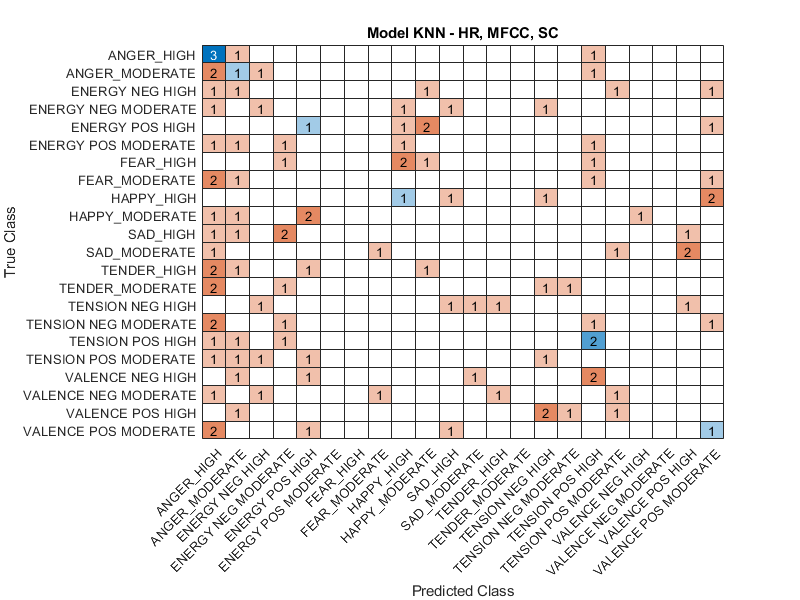 Model KNN - HR, MFCC, SC
True Class
ANGER_HIGH 3 1 1
ANGER_MODERATE 2 1 1 1
ENERGY NEG HIGH 1 1 1 1 1
ENERGY NEG MODERATE 1 1 1 1 1
ENERGY POS HIGH 1 1 2 1
ENERGY POS MODERATE 1 1 1 1 1
FEAR_HIGH 1 2 1 1
FEAR_MODERATE 2 1 1 1
HAPPY_HIGH 1 1 1 2
HAPPY_MODERATE 1 1 2 1
SAD_HIGH 1 1 2 1
SAD_MODERATE 1 1 1 2
TENDER_HIGH 2 1 1 1
TENDER_MODERATE 2 1 1 1
TENSION NEG HIGH 1 1 1 1 1
TENSION NEG MODERATE 2 1 1 1
TENSION POS HIGH 1 1 1 2
TENSION POS MODERATE 1 1 1 1 1
VALENCE NEG HIGH 1 1 1 2
VALENCE NEG MODERATE 1 1 1 1 1
VALENCE POS HIGH 1 2 1 1
VALENCE POS MODERATE 2 1 1 1
ANGER_HIGH
ANGER_MODERATE
ENERGY NEG HIGH
ENERGY NEG MODERATE
ENERGY POS HIGH
ENERGY POS MODERATE
FEAR_HIGH
FEAR_MODERATE
HAPPY_HIGH
HAPPY_MODERATE
SAD_HIGH
SAD_MODERATE
TENDER_HIGH
TENDER_MODERATE
TENSION NEG HIGH
TENSION NEG MODERATE
TENSION POS HIGH
TENSION POS MODERATE
VALENCE NEG HIGH
VALENCE NEG MODERATE
VALENCE POS HIGH
VALENCE POS MODERATE
Predicted Class